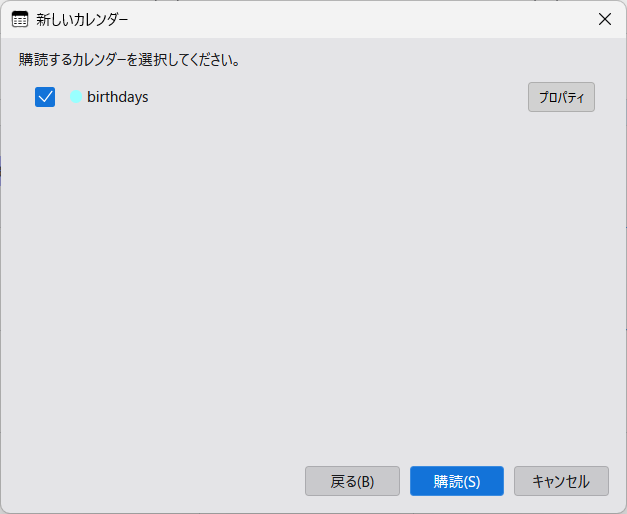 新しいカレンダー
購読するカレンダーを選択してください。
birthdays
プロパティ
戻る(B)
購読(S)
キャンセル